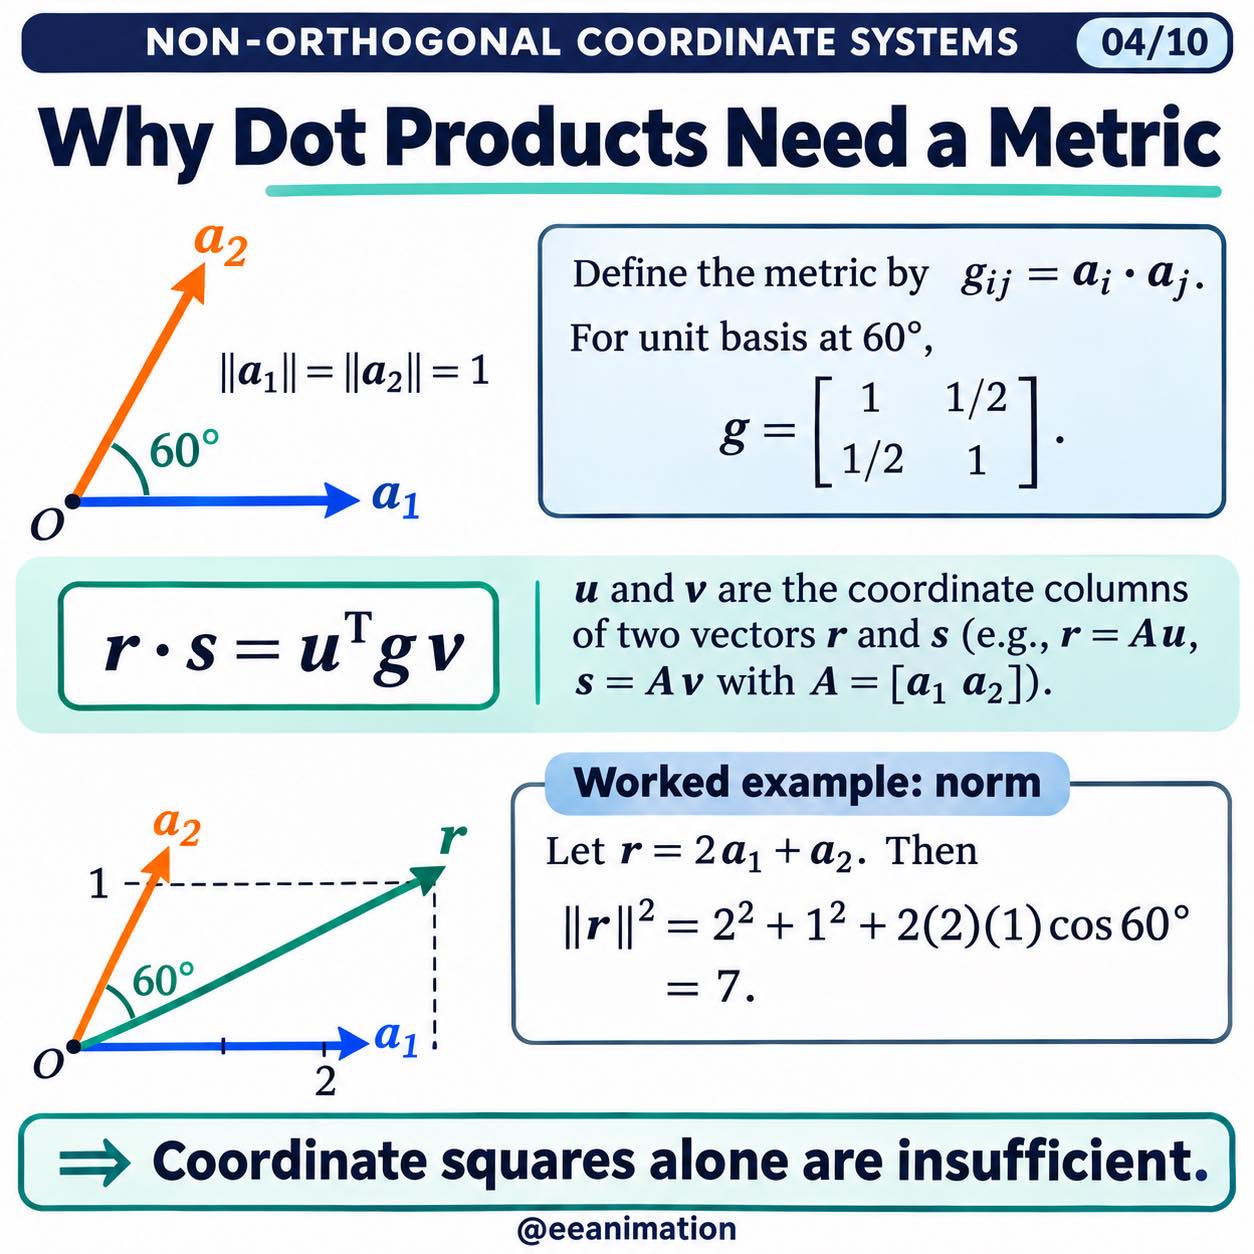 NON-ORTHOGONAL COORDINATE SYSTEMS
04/10
Why Dot Products Need a Metric
a₂
‖a₁‖ = ‖a₂‖ = 1
60°
a₁
O
Define the metric by gᵢⱼ = aᵢ · aⱼ.
For unit basis at 60°,
g = [ 1 1/2
1/2 1 ] .
r · s = uᵀ g v
u and v are the coordinate columns
of two vectors r and s (e.g., r = Au,
s = Av with A = [a₁ a₂]).
a₂
r
1
60°
a₁
O
2
Worked example: norm
Let r = 2a₁ + a₂. Then
‖r‖² = 2² + 1² + 2(2)(1) cos 60°
= 7.
⇒ Coordinate squares alone are insufficient.
@eeanimation